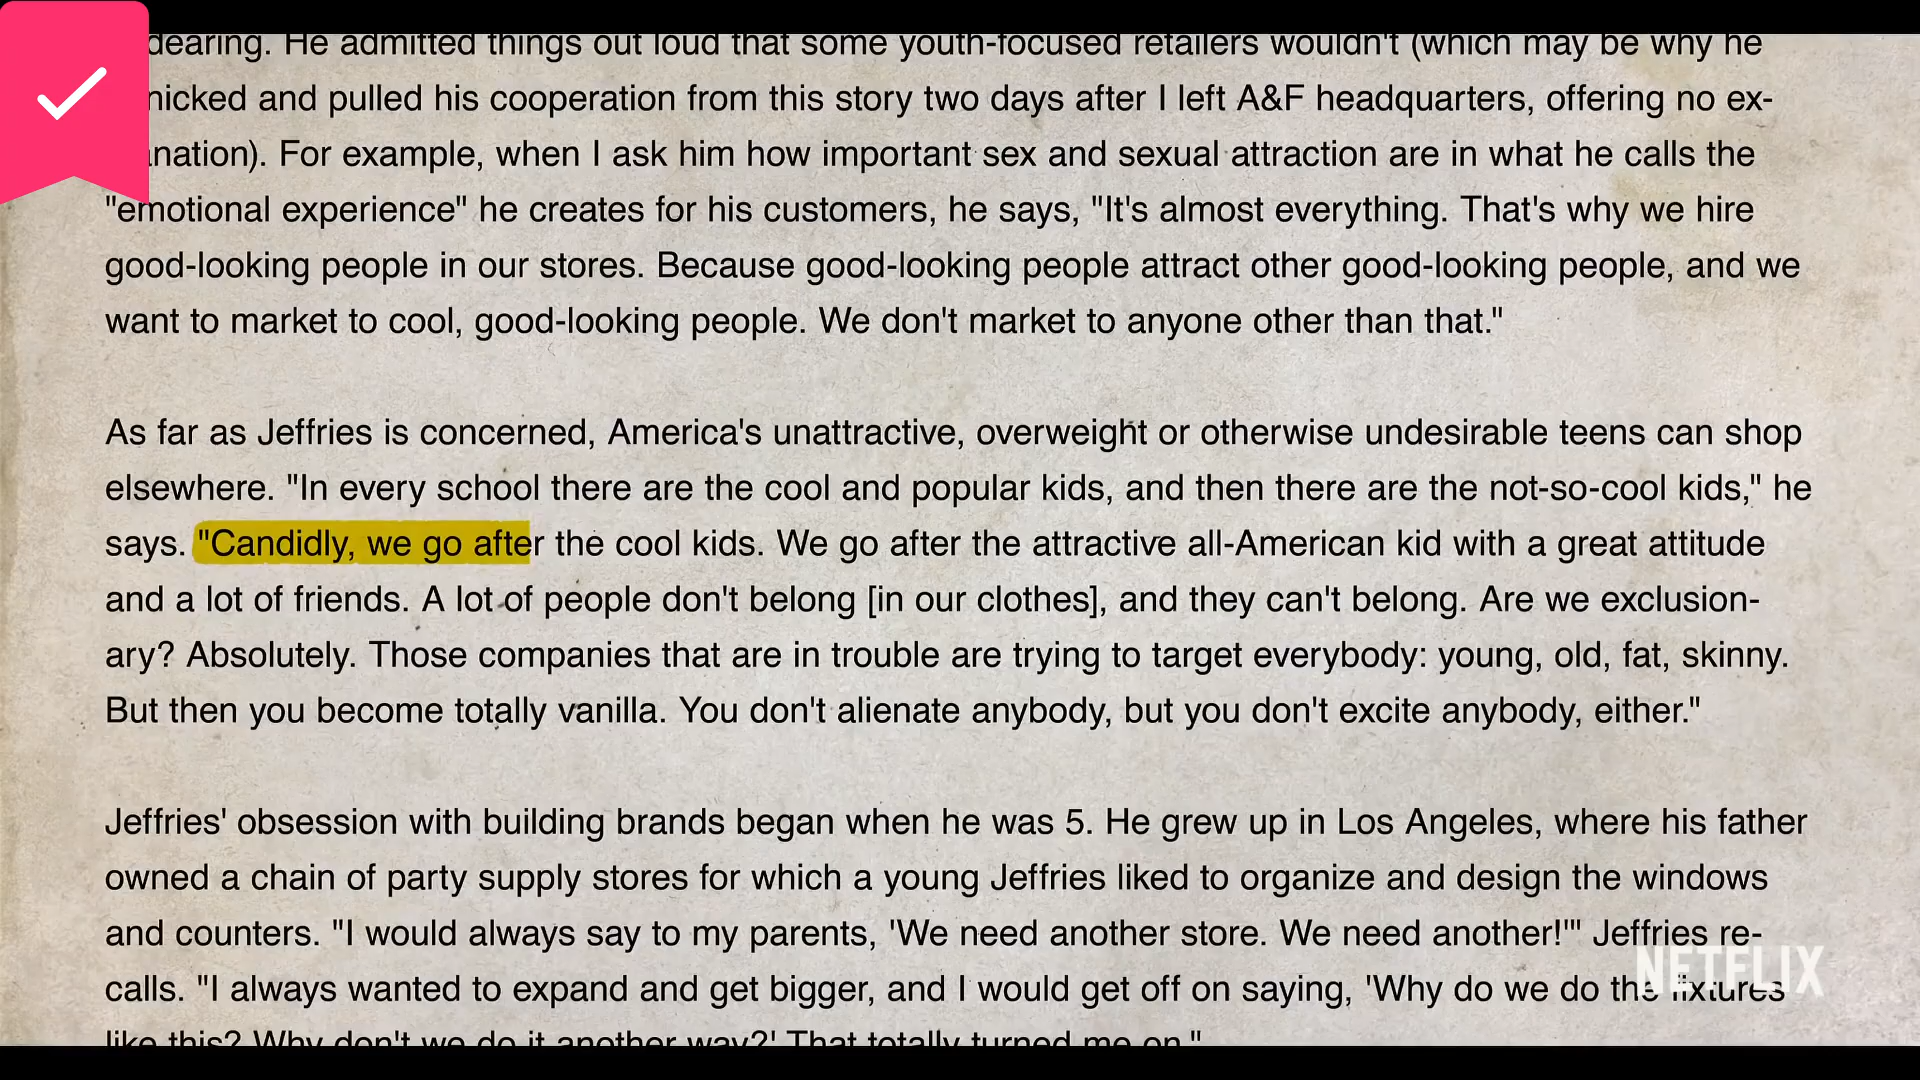 dearing. He admitted things out loud that some youth-focused retailers wouldn't (which may be why he
nicked and pulled his cooperation from this story two days after I left A&F headquarters, offering no ex-
nation). For example, when I ask him how important sex and sexual attraction are in what he calls the
"emotional experience" he creates for his customers, he says, "It's almost everything. That's why we hire
good-looking people in our stores. Because good-looking people attract other good-looking people, and we
want to market to cool, good-looking people. We don't market to anyone other than that."
As far as Jeffries is concerned, America's unattractive, overweight or otherwise undesirable teens can shop
elsewhere. "In every school there are the cool and popular kids, and then there are the not-so-cool kids," he
says. "Candidly, we go after the cool kids. We go after the attractive all-American kid with a great attitude
and a lot of friends. A lot of people don't belong [in our clothes], and they can't belong. Are we exclusion-
ary? Absolutely. Those companies that are in trouble are trying to target everybody: young, old, fat, skinny.
But then you become totally vanilla. You don't alienate anybody, but you don't excite anybody, either."
Jeffries' obsession with building brands began when he was 5. He grew up in Los Angeles, where his father
owned a chain of party supply stores for which a young Jeffries liked to organize and design the windows
and counters. "I would always say to my parents, 'We need another store. We need another!'" Jeffries re-
calls. "I always wanted to expand and get bigger, and I would get off on saying, 'Why do we do the fixtures
like this? Why don't we do it another way?' That totally turned me on."
NETFLIX